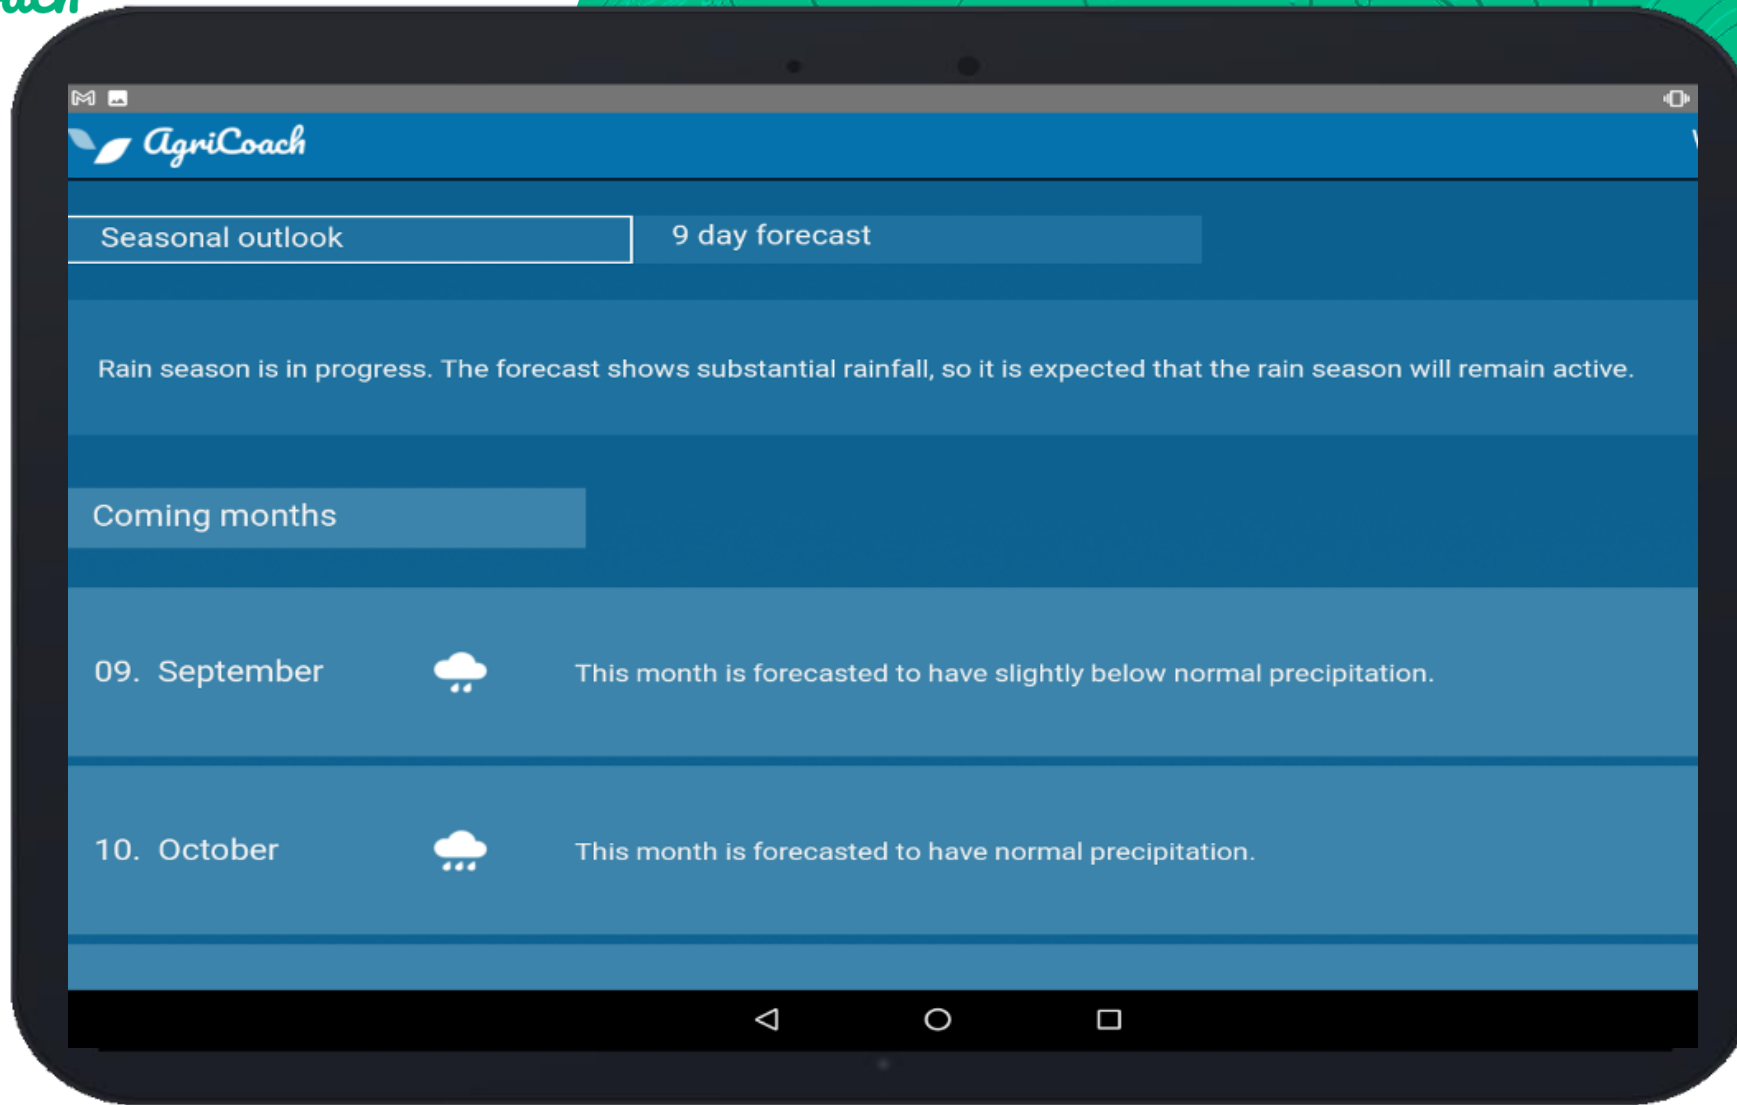 AgriCoach
Seasonal outlook
9 day forecast
Rain season is in progress. The forecast shows substantial rainfall, so it is expected that the rain season will remain active.
Coming months
09. September
This month is forecasted to have slightly below normal precipitation.
10. October
This month is forecasted to have normal precipitation.